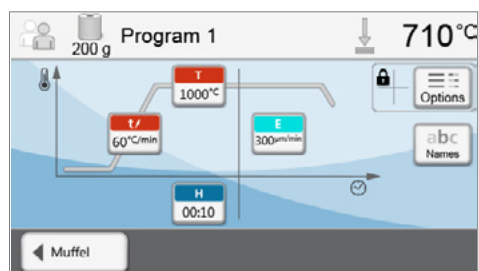 200 g Program 1 710°C
T
1000°C
Options
t/
60°C/min
E
300µm/min
abc
Names
H
00:10
Muffel